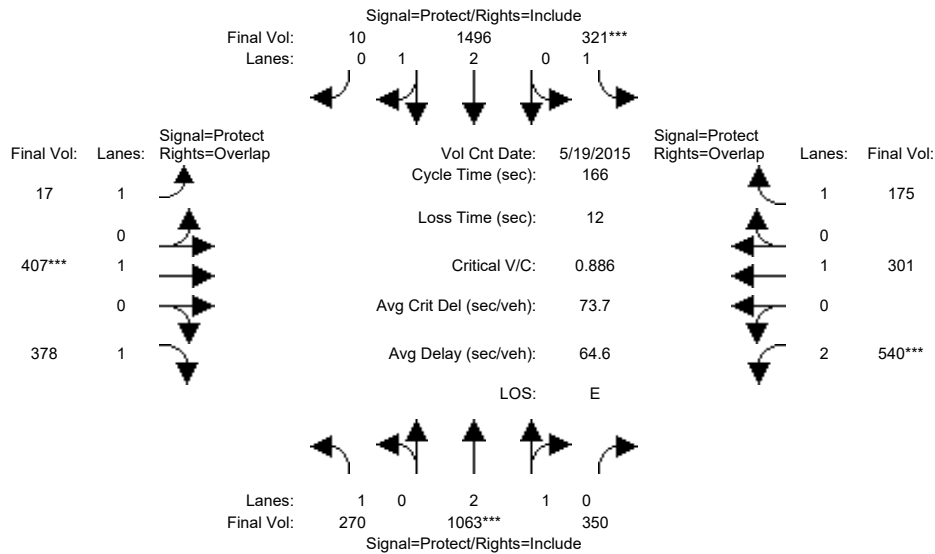 Signal=Protect/Rights=Include
Final Vol: 10 1496 321***
Lanes: 0 1 2 0 1
Signal=Protect
Final Vol: Lanes: Rights=Overlap
Vol Cnt Date: 5/19/2015
Signal=Protect
Rights=Overlap Lanes: Final Vol:
Cycle Time (sec): 166
17 1
1 175
Loss Time (sec): 12
0
0
407*** 1
Critical V/C: 0.886
1 301
0
Avg Crit Del (sec/veh): 73.7
0
378 1
Avg Delay (sec/veh): 64.6
2 540***
LOS: E
Lanes: 1 0 2 1 0
Final Vol: 270 1063*** 350
Signal=Protect/Rights=Include